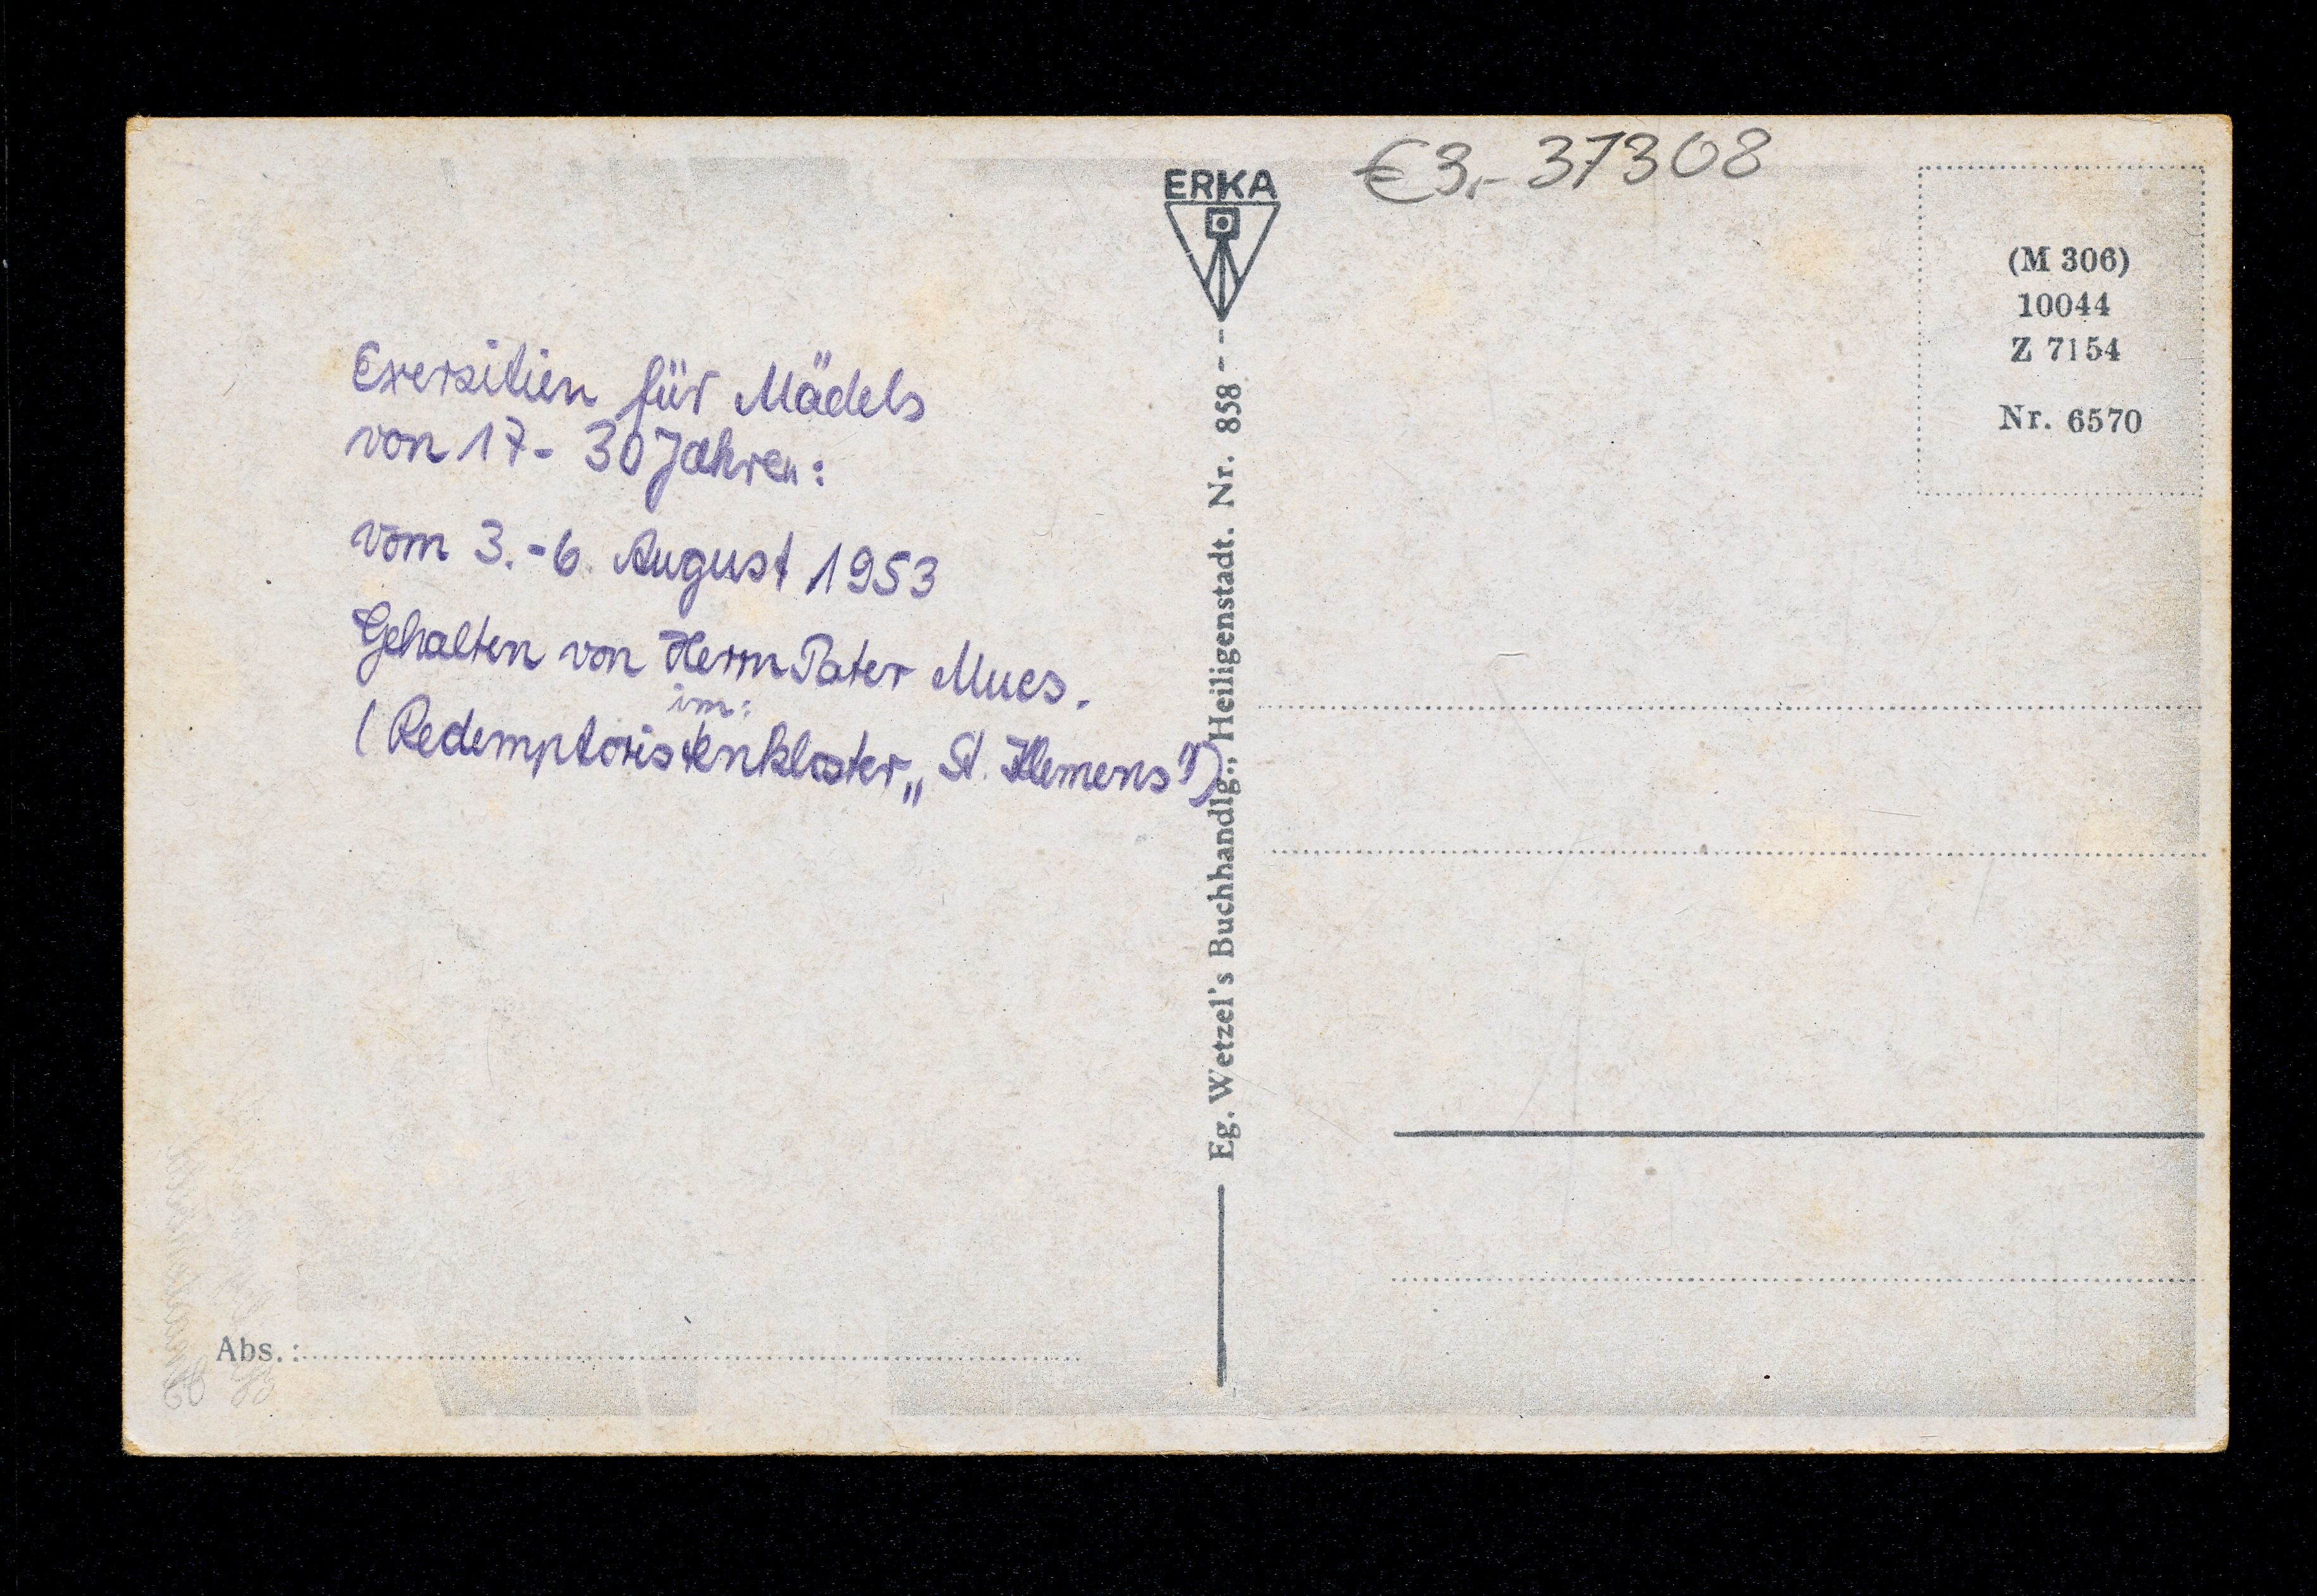 Exersitien für Mädels
von 17- 30 Jahren:
vom 3.-6. August 1953
Gehalten von Herrn Pater Mues.
im:
(Redemptoristenkloster „St. Klemens")
Abs.:
ERKA
Eg. Wetzel's Buchhandlg., Heiligenstadt. Nr. 858
€3,- 37308
(M 306)
10044
Z 7154
Nr. 6570